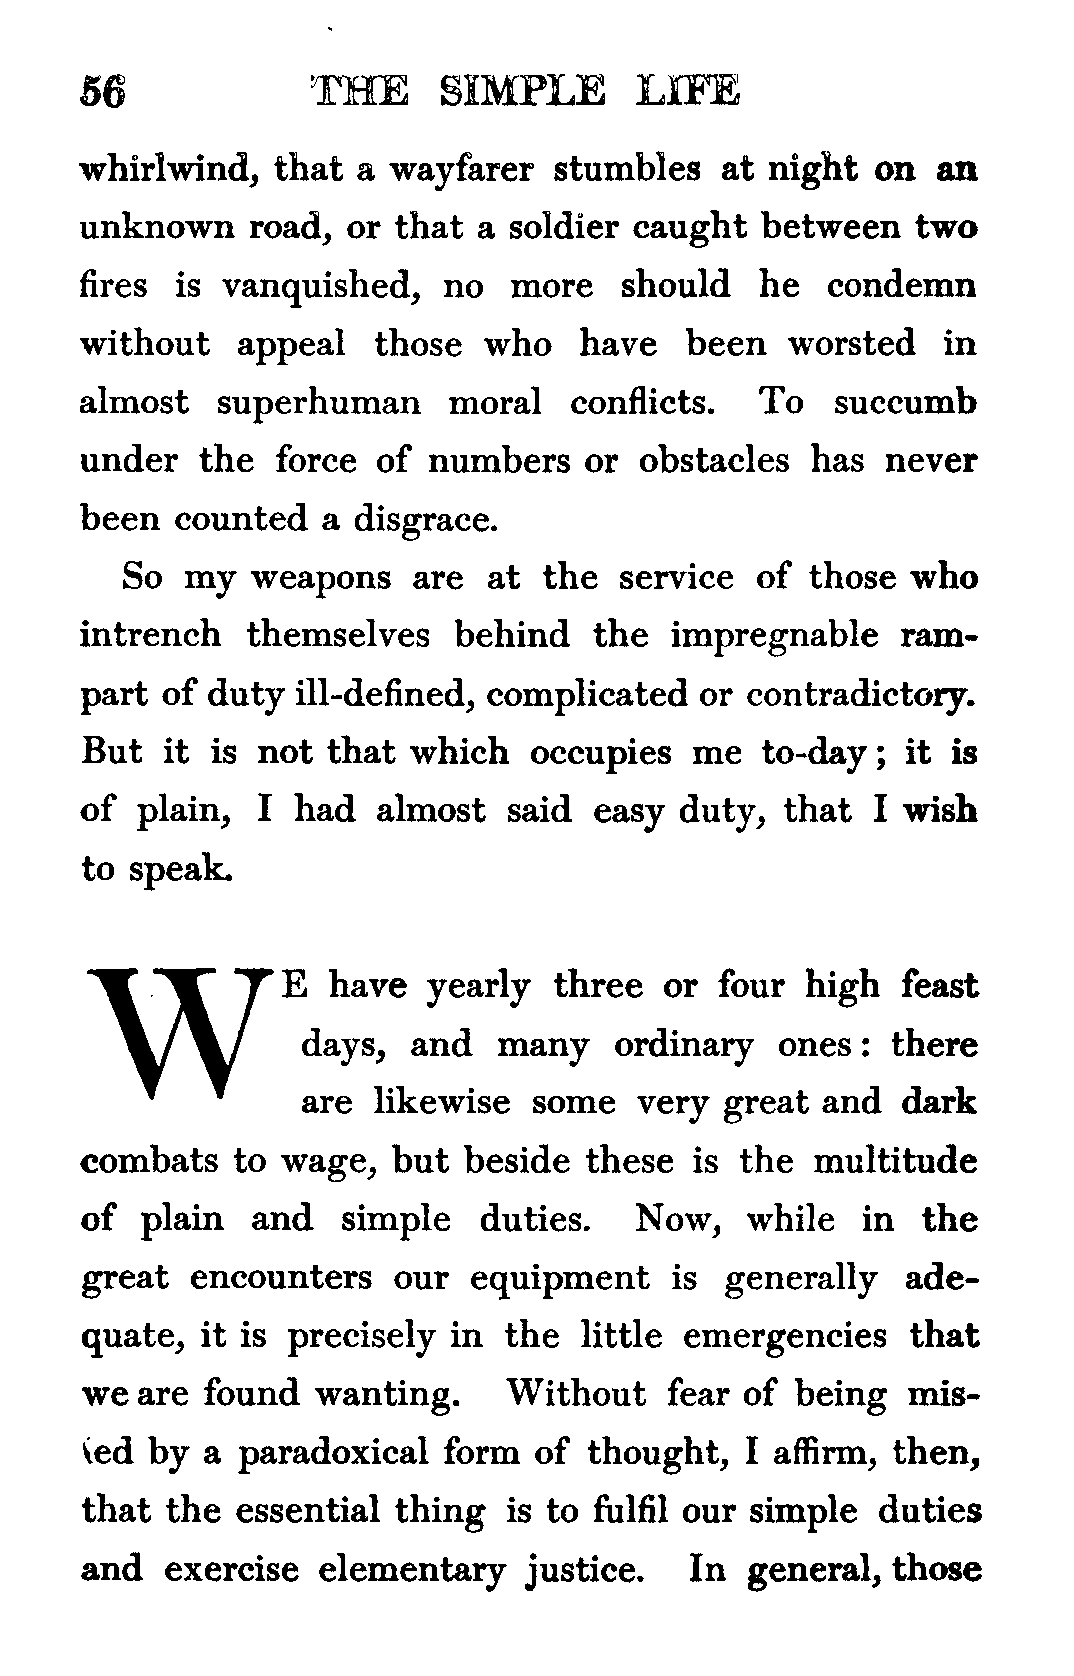 56 THE SIMPLE LIFE
whirlwind, that a wayfarer stumbles at night on an
unknown road, or that a soldier caught between two
fires is vanquished, no more should he condemn
without appeal those who have been worsted in
almost superhuman moral conflicts. To succumb
under the force of numbers or obstacles has never
been counted a disgrace.
So my weapons are at the service of those who
intrench themselves behind the impregnable ram-
part of duty ill-defined, complicated or contradictory.
But it is not that which occupies me to-day; it is
of plain, I had almost said easy duty, that I wish
to speak.
WE have yearly three or four high feast
days, and many ordinary ones: there
are likewise some very great and dark
combats to wage, but beside these is the multitude
of plain and simple duties. Now, while in the
great encounters our equipment is generally ade-
quate, it is precisely in the little emergencies that
we are found wanting. Without fear of being mis-
led by a paradoxical form of thought, I affirm, then,
that the essential thing is to fulfil our simple duties
and exercise elementary justice. In general, those